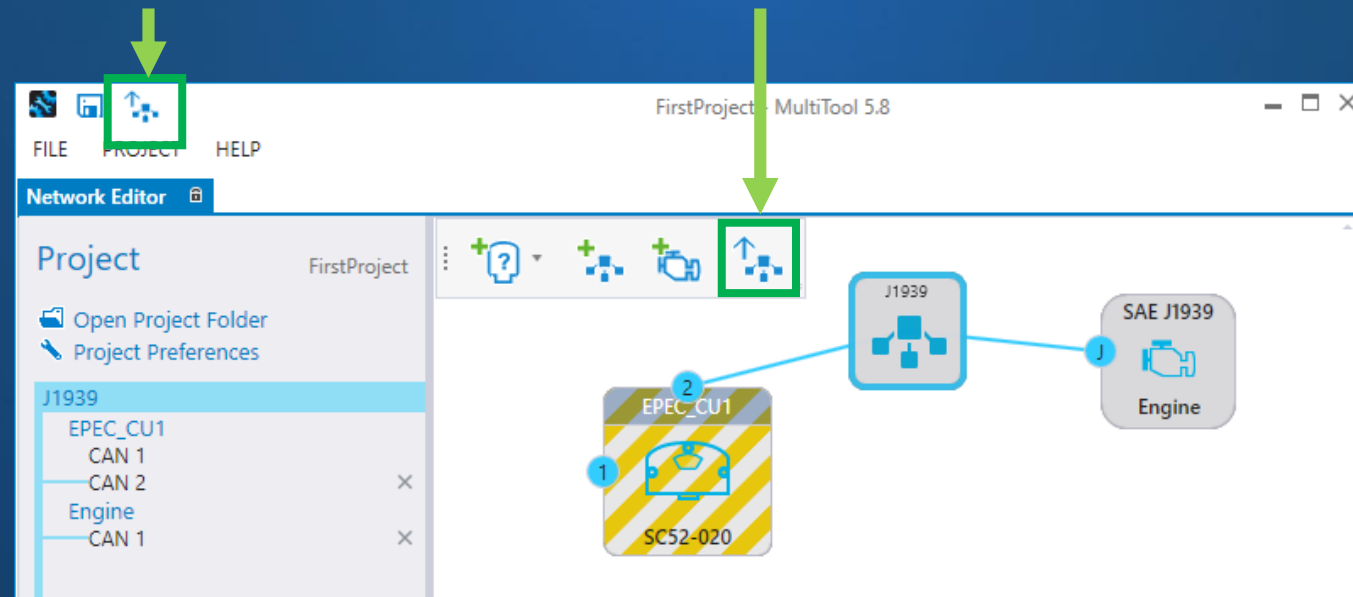 FirstProject - MultiTool 5.8
FILE PROJECT HELP
Network Editor
Project
FirstProject
Open Project Folder
Project Preferences
J1939
EPEC_CU1
CAN 1
CAN 2
Engine
CAN 1
?
J1939
SAE J1939
J
Engine
2
EPEC_CU1
1
SC52-020